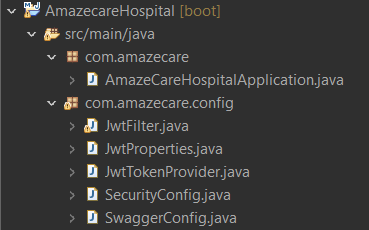 AmazecareHospital [boot]
src/main/java
com.amazecare
AmazeCareHospitalApplication.java
com.amazecare.config
JwtFilter.java
JwtProperties.java
JwtTokenProvider.java
SecurityConfig.java
SwaggerConfig.java